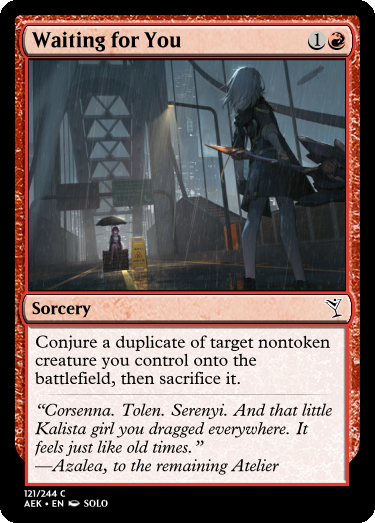 Waiting for You
1
Sorcery
Conjure a duplicate of target nontoken
creature you control onto the
battlefield, then sacrifice it.
“Corsenna. Tolen. Serenyi. And that little
Kalista girl you dragged everywhere. It
feels just like old times.”
—Azalea, to the remaining Atelier
121/244 C
AEK • EN SOLO